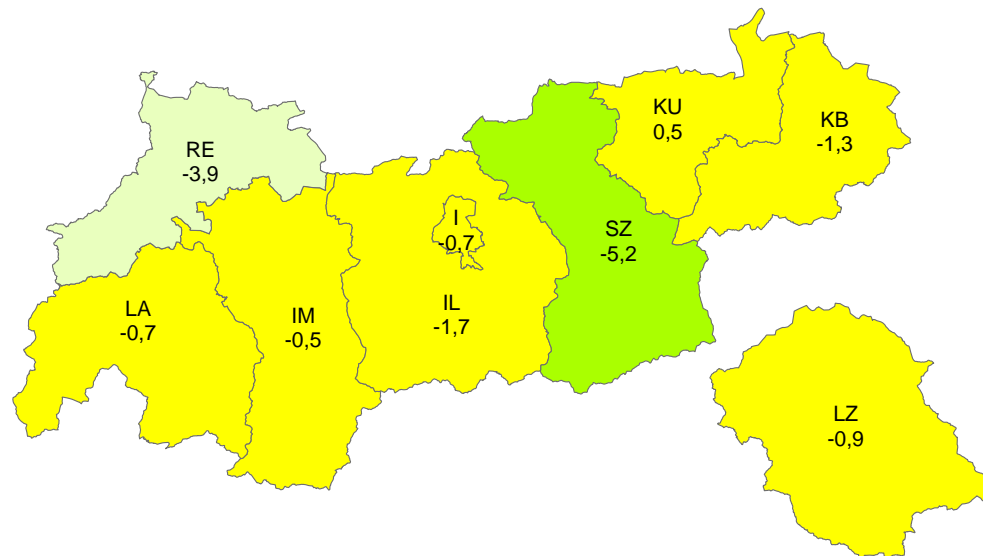 KU
0,5
KB
-1,3
RE
-3,9
I
-0,7
SZ
-5,2
LA
-0,7
IM
-0,5
IL
-1,7
LZ
-0,9